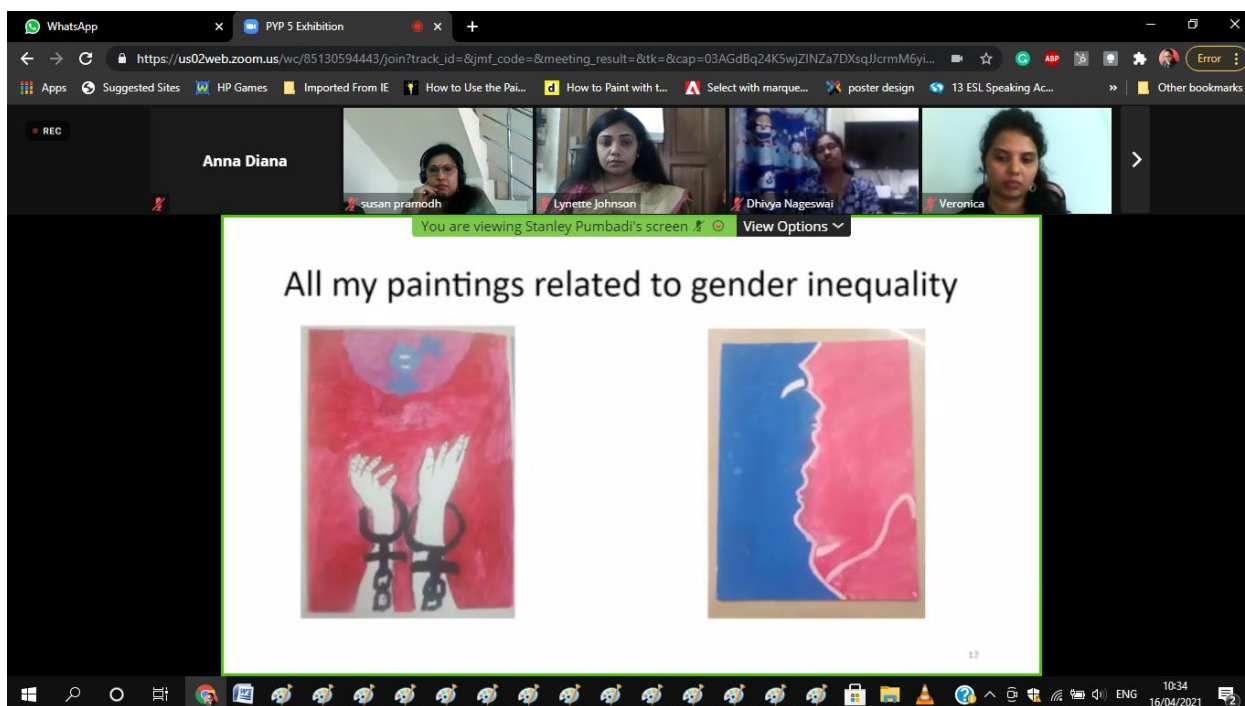 WhatsApp
PYP 5 Exhibition
https://us02web.zoom.us/wc/85130594443/join?track_id=&jmf_code=&meeting_result=&tk=&cap=03AGdBq24K5wjZINZa7DXsqJJcrmM6yi...
ABP
Error
Apps Suggested Sites HP Games Imported From IE How to Use the Pai... How to Paint with t... Select with marque... poster design 13 ESL Speaking Ac... » Other bookmarks
REC
Anna Diana
susan pramodh
Lynette Johnson
Dhivya Nageswai
Veronica
You are viewing Stanley Pumbadi's screen
View Options
All my paintings related to gender inequality
17
ENG
10:34
16/04/2021
2